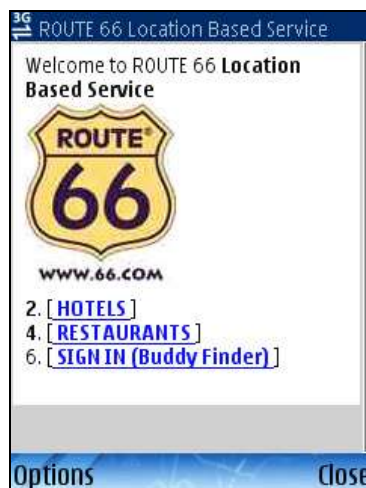 3G
ROUTE 66 Location Based Service
Welcome to ROUTE 66 Location
Based Service
ROUTE®
66
WWW.66.COM
2. [ HOTELS ]
4. [ RESTAURANTS ]
6. [ SIGN IN (Buddy Finder) ]
Options Close